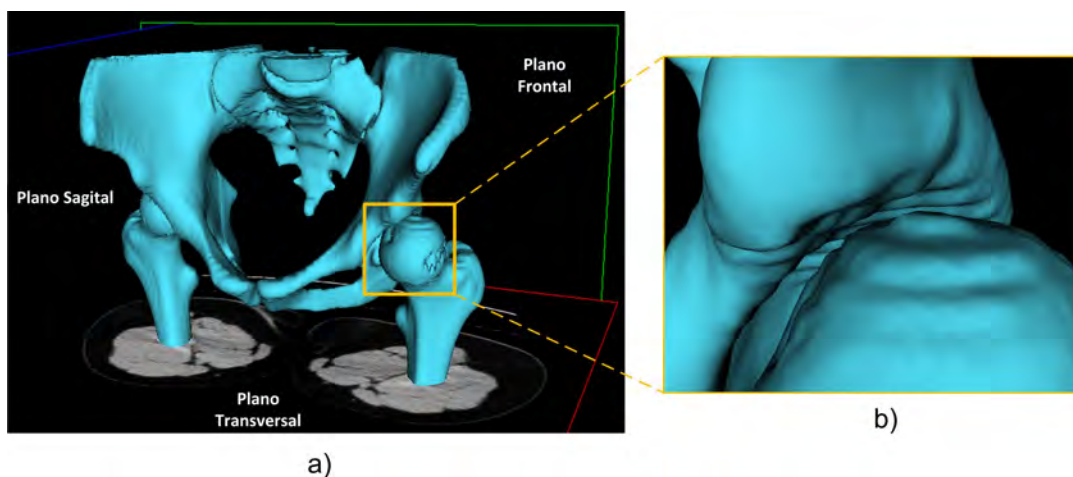 Plano
Frontal
Plano Sagital
Plano
Transversal
a)
b)